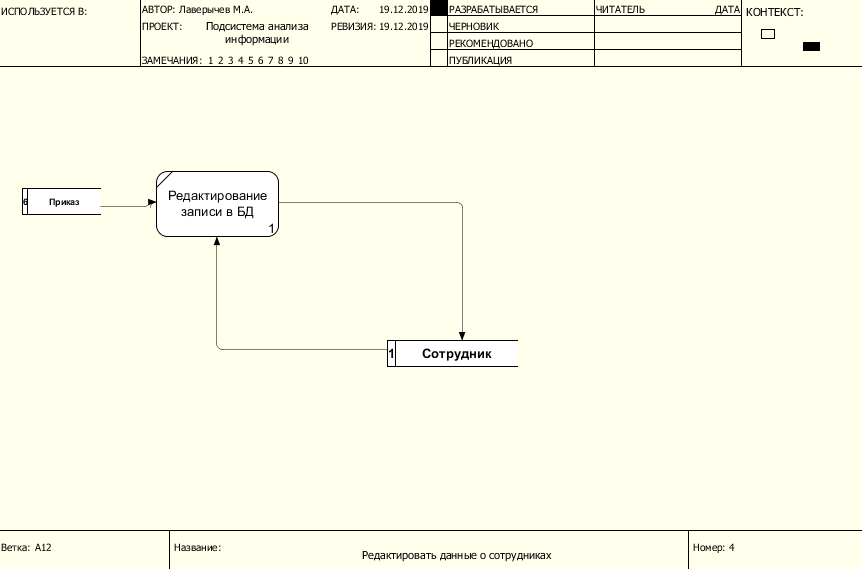 ИСПОЛЬЗУЕТСЯ В:
АВТОР: Лаверычев М.А.
ДАТА: 19.12.2019
ПРОЕКТ: Подсистема анализа
информации
РЕВИЗИЯ: 19.12.2019
ЗАМЕЧАНИЯ: 1 2 3 4 5 6 7 8 9 10
РАЗРАБАТЫВАЕТСЯ
ЧЕРНОВИК
РЕКОМЕНДОВАНО
ПУБЛИКАЦИЯ
ЧИТАТЕЛЬ ДАТА
КОНТЕКСТ:
6 Приказ
Редактирование
записи в БД
1
1 Сотрудник
Ветка: A12
Название:
Редактировать данные о сотрудниках
Номер: 4